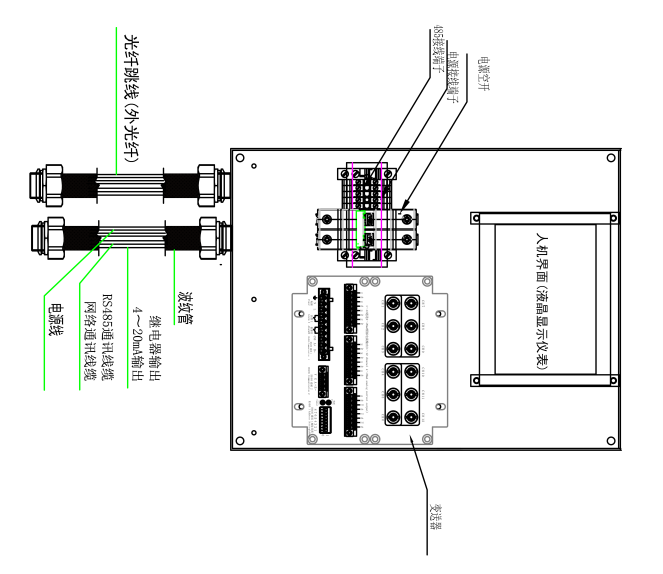 光纤跳线(外光纤)
485接线端子
电源接线端子
电源空开
人机界面(液晶显示仪表)
波纹管
继电器输出
4～20mA输出
RS485通讯线缆
网络通讯线缆
电源线
变送器